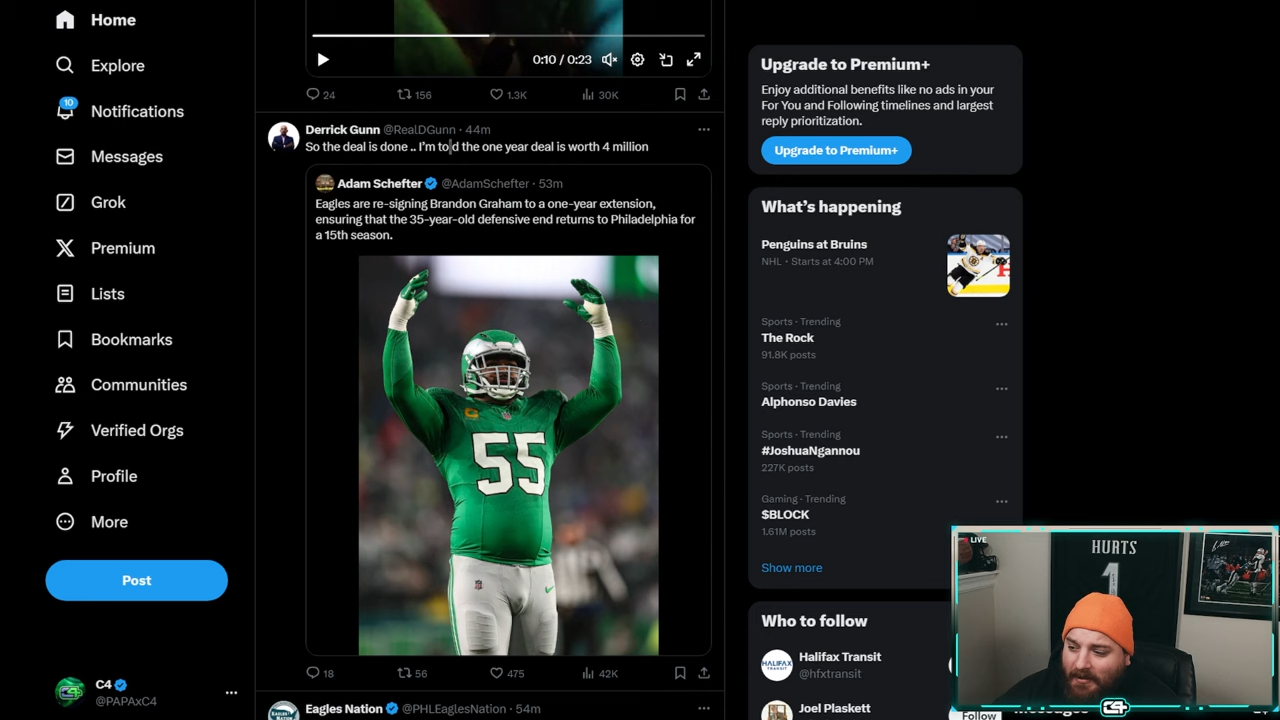 Home
Explore
10
Notifications
Messages
Grok
Premium
Lists
Bookmarks
Communities
Verified Orgs
Profile
More
Post
C4
@PAPAxC4
0:10 / 0:23
24
156
1.3K
30K
Derrick Gunn @RealDGunn · 44m
So the deal is done .. I'm told the one year deal is worth 4 million
Adam Schefter @AdamSchefter · 53m
Eagles are re-signing Brandon Graham to a one-year extension,
ensuring that the 35-year-old defensive end returns to Philadelphia for
a 15th season.
C
55
18
56
475
42K
Eagles Nation @PHLEaglesNation · 54m
Upgrade to Premium+
Enjoy additional benefits like no ads in your
For You and Following timelines and largest
reply prioritization.
Upgrade to Premium+
What's happening
Penguins at Bruins
NHL · Starts at 4:00 PM
Sports · Trending
The Rock
91.8K posts
Sports · Trending
Alphonso Davies
Sports · Trending
#JoshuaNgannou
227K posts
Gaming · Trending
$BLOCK
1.61M posts
Show more
Who to follow
Halifax Transit
@hfxtransit
Joel Plaskett
Follow
LIVE
HURTS
1
C4